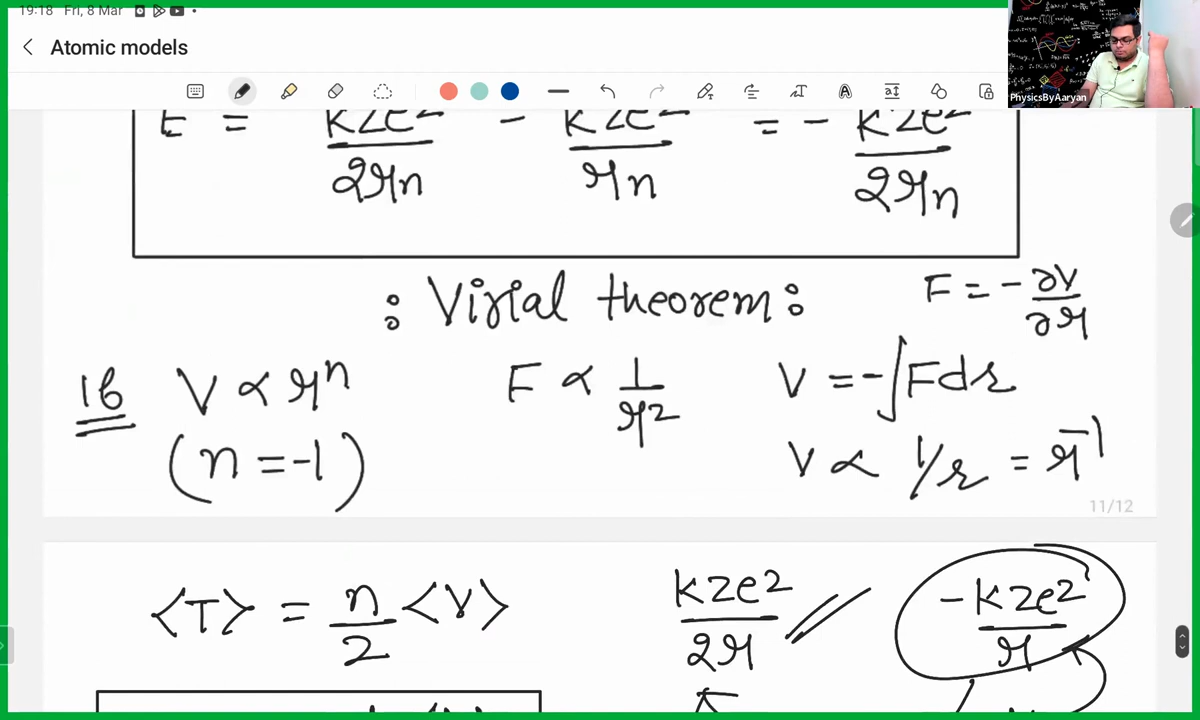 19:18 Fri, 8 Mar
Atomic models
PhysicsByAaryan
E = kze²/2rn - kze²/rn = - kze²/2rn
: Virial theorem :
F = - ∂V/∂r
If V ∝ rⁿ
F ∝ 1/r²
V = -∫Fdr
(n = -1)
V ∝ 1/r = r⁻¹
11/12
<T> = n/2 <V>
kze²/2r
-kze²/r